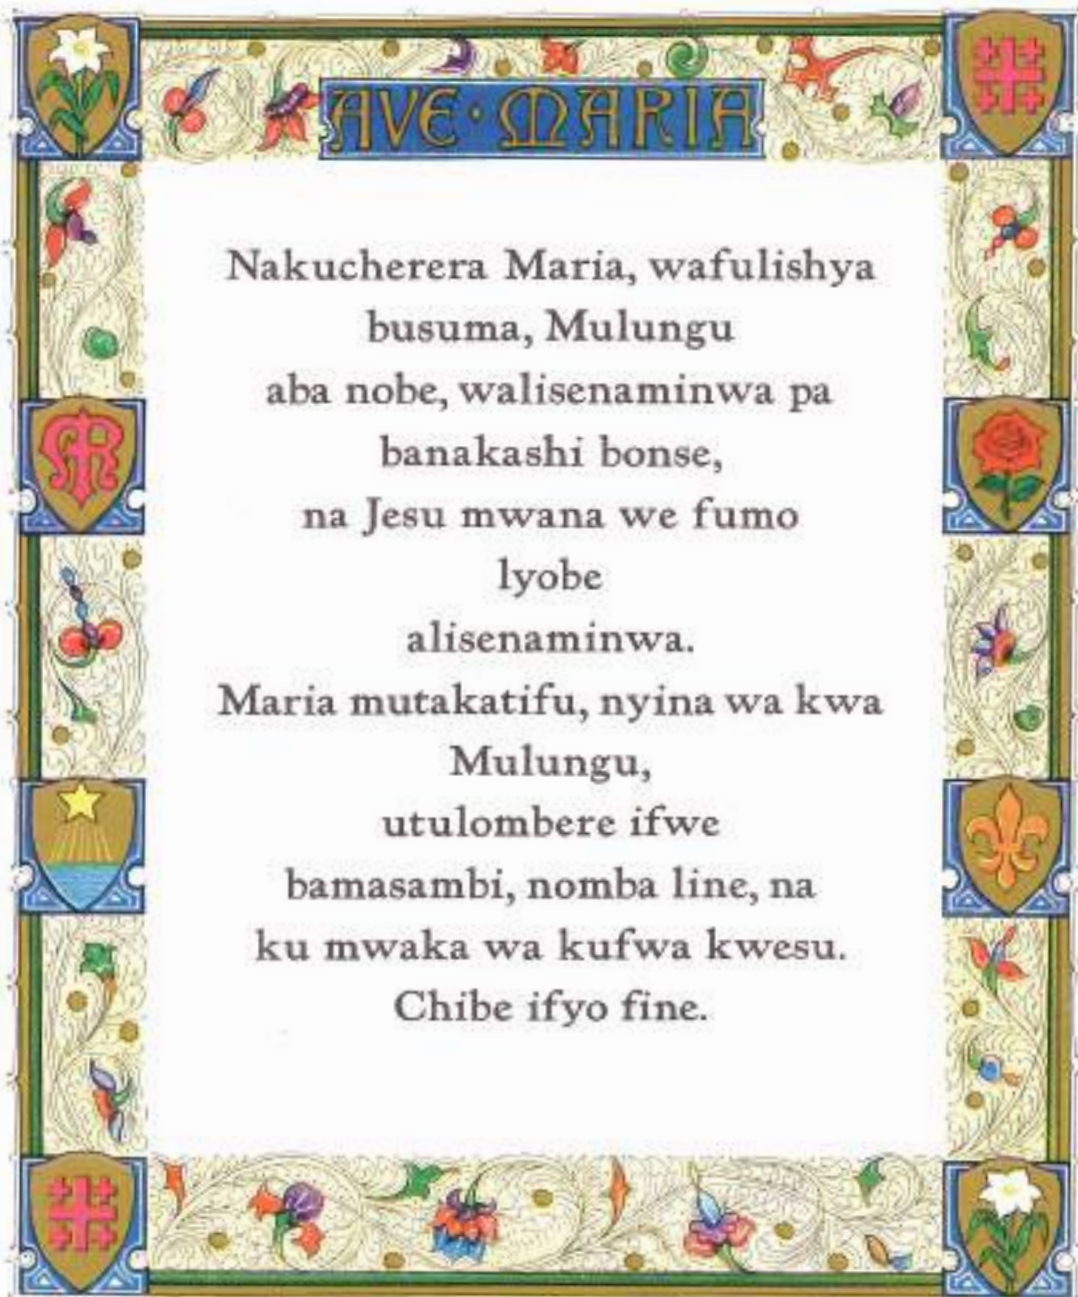 AVE · MARIA
Nakucherera Maria, wafulishya
busuma, Mulungu
aba nobe, walisenaminwa pa
banakashi bonse,
na Jesu mwana we fumo
lyobe
alisenaminwa.
Maria mutakatifu, nyina wa kwa
Mulungu,
utulombere ifwe
bamasambi, nomba line, na
ku mwaka wa kufwa kwesu.
Chibe ifyo fine.